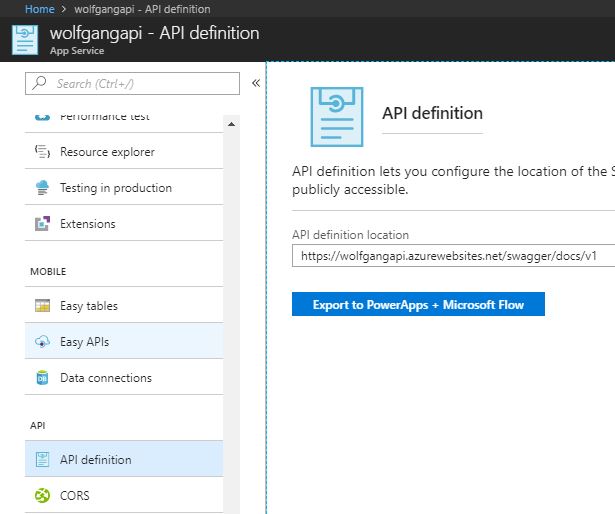 Home > wolfgangapi - API definition
wolfgangapi - API definition
App Service
Search (Ctrl+/)
«
Performance test
Resource explorer
Testing in production
Extensions
MOBILE
Easy tables
Easy APIs
Data connections
API
API definition
CORS
API definition
API definition lets you configure the location of the S
publicly accessible.
API definition location
https://wolfgangapi.azurewebsites.net/swagger/docs/v1
Export to PowerApps + Microsoft Flow